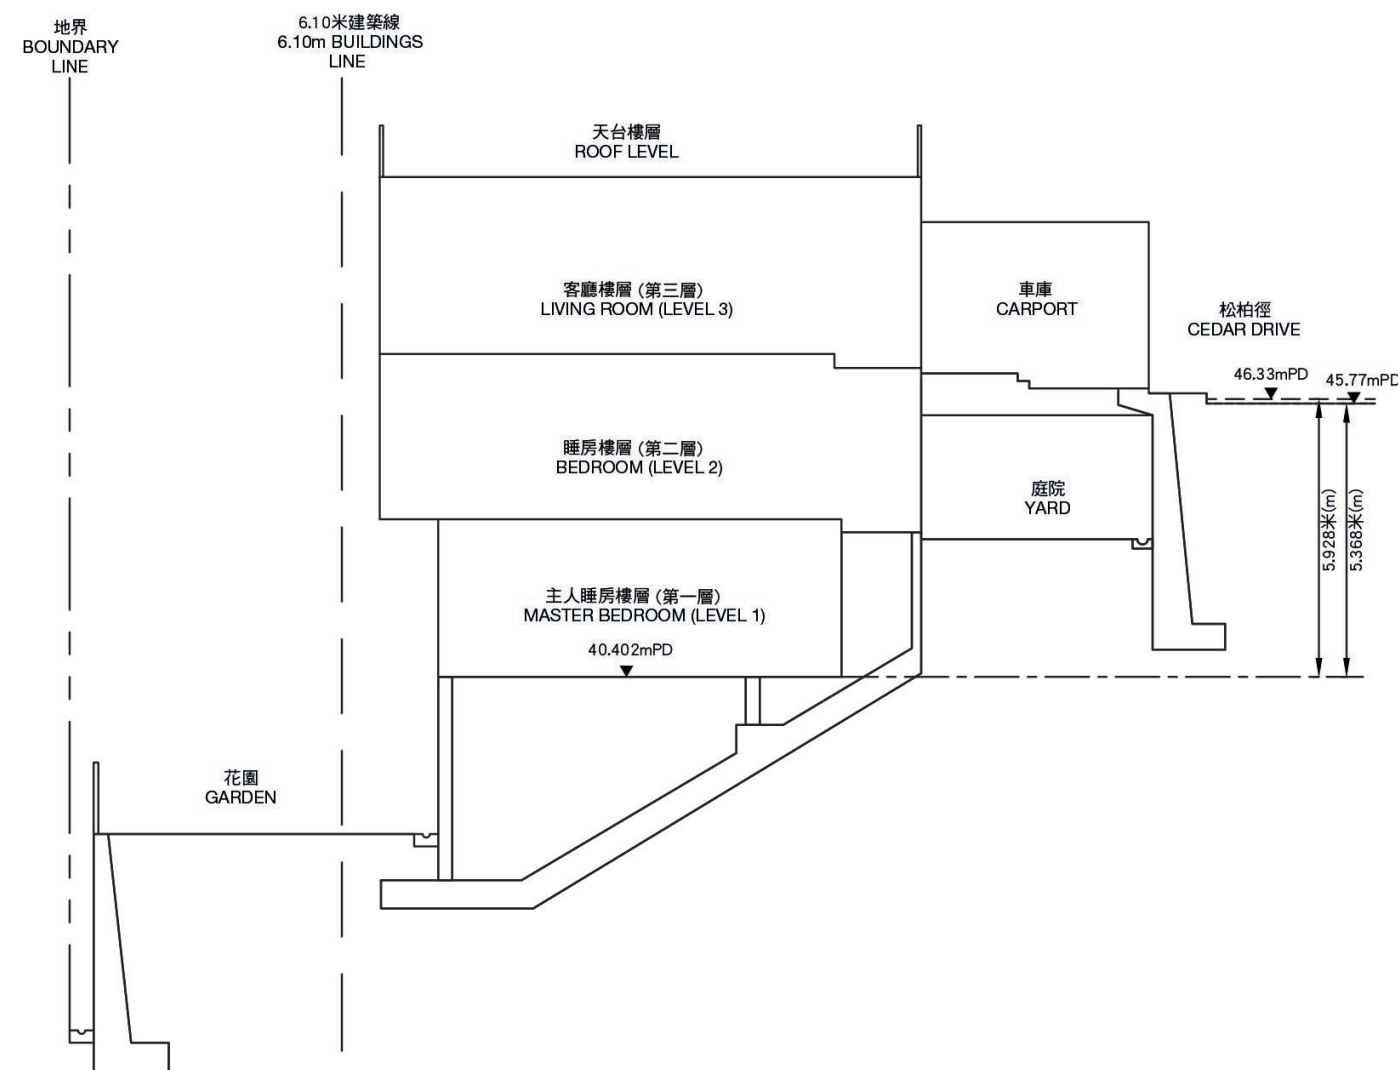 地界
BOUNDARY
LINE
6.10米建築線
6.10m BUILDINGS
LINE
天台樓層
ROOF LEVEL
客廳樓層 (第三層)
LIVING ROOM (LEVEL 3)
車庫
CARPORT
松柏徑
CEDAR DRIVE
46.33mPD
45.77mPD
睡房樓層 (第二層)
BEDROOM (LEVEL 2)
庭院
YARD
5.928米(m)
5.368米(m)
主人睡房樓層 (第一層)
MASTER BEDROOM (LEVEL 1)
40.402mPD
花園
GARDEN